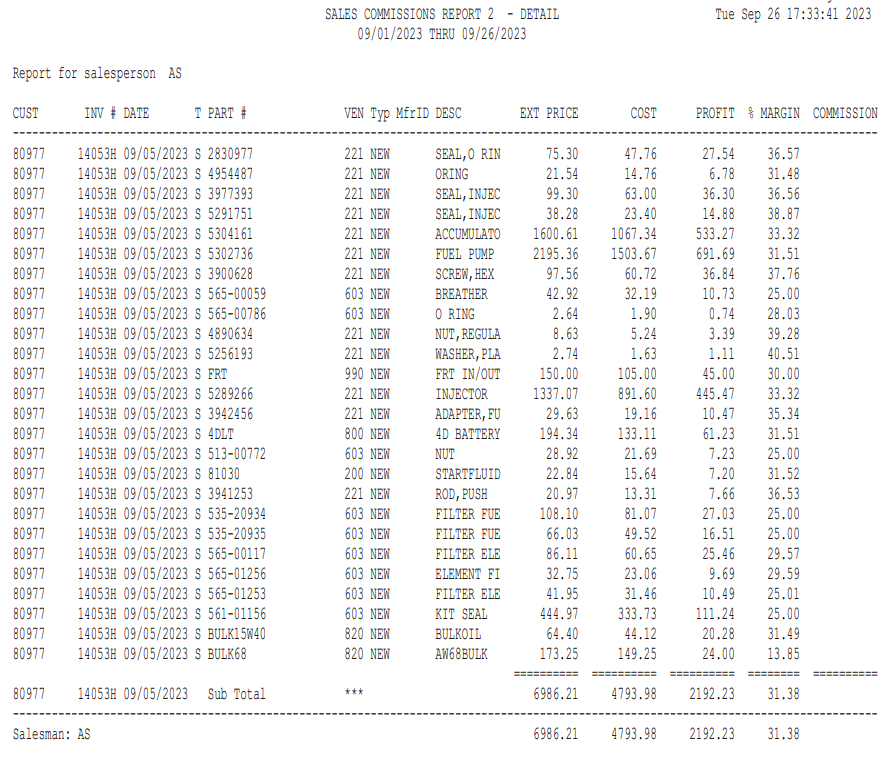 SALES COMMISSIONS REPORT 2 - DETAIL Tue Sep 26 17:33:41 2023
09/01/2023 THRU 09/26/2023
Report for salesperson AS
CUST INV # DATE T PART # VEN Typ MfrID DESC EXT PRICE COST PROFIT % MARGIN COMMISSION
80977 14053H 09/05/2023 S 2830977 221 NEW SEAL,O RIN 75.30 47.76 27.54 36.57
80977 14053H 09/05/2023 S 4954487 221 NEW ORING 21.54 14.76 6.78 31.48
80977 14053H 09/05/2023 S 3977393 221 NEW SEAL,INJEC 99.30 63.00 36.30 36.56
80977 14053H 09/05/2023 S 5291751 221 NEW SEAL,INJEC 38.28 23.40 14.88 38.87
80977 14053H 09/05/2023 S 5304161 221 NEW ACCUMULATO 1600.61 1067.34 533.27 33.32
80977 14053H 09/05/2023 S 5302736 221 NEW FUEL PUMP 2195.36 1503.67 691.69 31.51
80977 14053H 09/05/2023 S 3900628 221 NEW SCREW,HEX 97.56 60.72 36.84 37.76
80977 14053H 09/05/2023 S 565-00059 603 NEW BREATHER 42.92 32.19 10.73 25.00
80977 14053H 09/05/2023 S 565-00786 603 NEW O RING 2.64 1.90 0.74 28.03
80977 14053H 09/05/2023 S 4890634 221 NEW NUT,REGULA 8.63 5.24 3.39 39.28
80977 14053H 09/05/2023 S 5256193 221 NEW WASHER,PLA 2.74 1.63 1.11 40.51
80977 14053H 09/05/2023 S FRT 990 NEW FRT IN/OUT 150.00 105.00 45.00 30.00
80977 14053H 09/05/2023 S 5289266 221 NEW INJECTOR 1337.07 891.60 445.47 33.32
80977 14053H 09/05/2023 S 3942456 221 NEW ADAPTER,FU 29.63 19.16 10.47 35.34
80977 14053H 09/05/2023 S 4DLT 800 NEW 4D BATTERY 194.34 133.11 61.23 31.51
80977 14053H 09/05/2023 S 513-00772 603 NEW NUT 28.92 21.69 7.23 25.00
80977 14053H 09/05/2023 S 81030 200 NEW STARTFLUID 22.84 15.64 7.20 31.52
80977 14053H 09/05/2023 S 3941253 221 NEW ROD,PUSH 20.97 13.31 7.66 36.53
80977 14053H 09/05/2023 S 535-20934 603 NEW FILTER FUE 108.10 81.07 27.03 25.00
80977 14053H 09/05/2023 S 535-20935 603 NEW FILTER FUE 66.03 49.52 16.51 25.00
80977 14053H 09/05/2023 S 565-00117 603 NEW FILTER ELE 86.11 60.65 25.46 29.57
80977 14053H 09/05/2023 S 565-01256 603 NEW ELEMENT FI 32.75 23.06 9.69 29.59
80977 14053H 09/05/2023 S 565-01253 603 NEW FILTER ELE 41.95 31.46 10.49 25.01
80977 14053H 09/05/2023 S 561-01156 603 NEW KIT SEAL 444.97 333.73 111.24 25.00
80977 14053H 09/05/2023 S BULK15W40 820 NEW BULKOIL 64.40 44.12 20.28 31.49
80977 14053H 09/05/2023 S BULK68 820 NEW AW68BULK 173.25 149.25 24.00 13.85
80977 14053H 09/05/2023 Sub Total *** 6986.21 4793.98 2192.23 31.38
Salesman: AS 6986.21 4793.98 2192.23 31.38